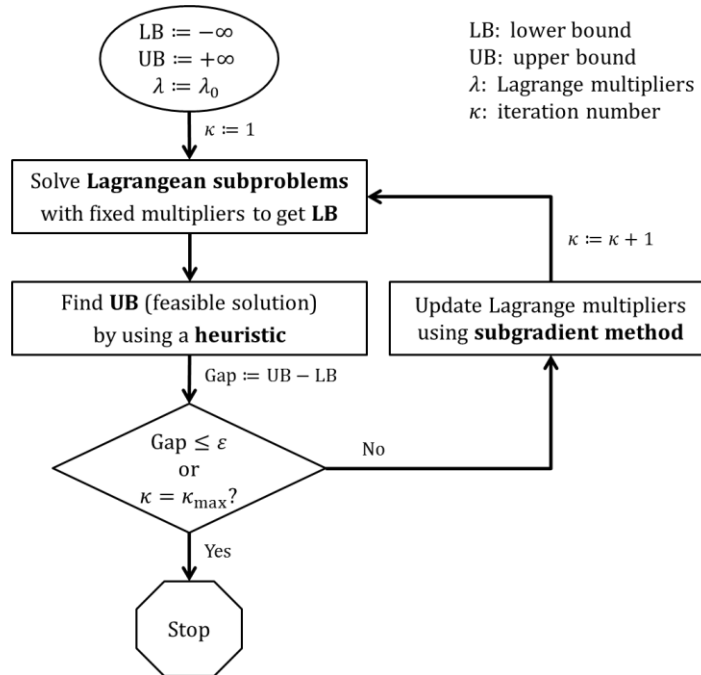 LB ≔ −∞
UB ≔ +∞
λ ≔ λ₀
LB: lower bound
UB: upper bound
λ: Lagrange multipliers
κ: iteration number
κ ≔ 1
Solve Lagrangean subproblems
with fixed multipliers to get LB
κ ≔ κ + 1
Find UB (feasible solution)
by using a heuristic
Update Lagrange multipliers
using subgradient method
Gap ≔ UB − LB
Gap ≤ ε
or
κ = κmax?
No
Yes
Stop